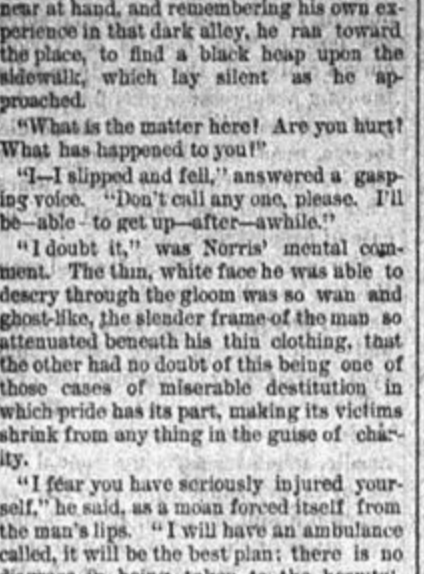 near at hand, and remembering his own ex-
perience in that dark alley, he ran toward
the place, to find a black heap upon the
sidewalk, which lay silent as he ap-
proached.
"What is the matter here! Are you hurt?
What has happened to you?"
"I—I slipped and fell," answered a gasp-
ing voice. "Don't call any one, please. I'll
be—able - to get up—after—awhile."
"I doubt it," was Norris' mental com-
ment. The thin, white face he was able to
descry through the gloom was so wan and
ghost-like, the slender frame of the man so
attenuated beneath his thin clothing, that
the other had no doubt of this being one of
those cases of miserable destitution in
which pride has its part, making its victims
shrink from any thing in the guise of char-
ity.
"I fear you have seriously injured your-
self," he said, as a moan forced itself from
the man's lips. "I will have an ambulance
called, it will be the best plan; there is no